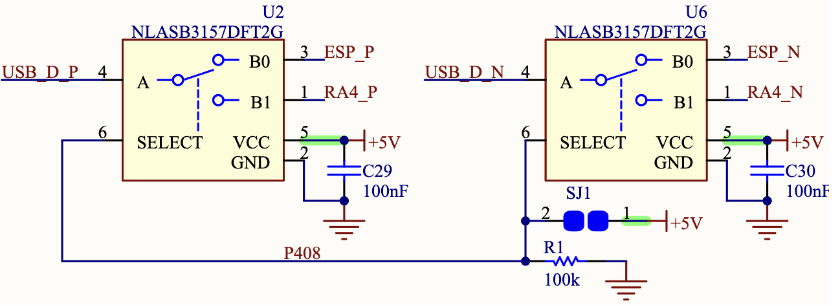 U2
NLASB3157DFT2G
USB_D_P
4
A
B0
3
ESP_P
B1
1
RA4_P
6
SELECT
VCC
5
+5V
GND
2
C29
100nF
U6
NLASB3157DFT2G
USB_D_N
4
A
B0
3
ESP_N
B1
1
RA4_N
6
SELECT
VCC
5
+5V
GND
2
C30
100nF
SJ1
2
1
+5V
P408
R1
100k